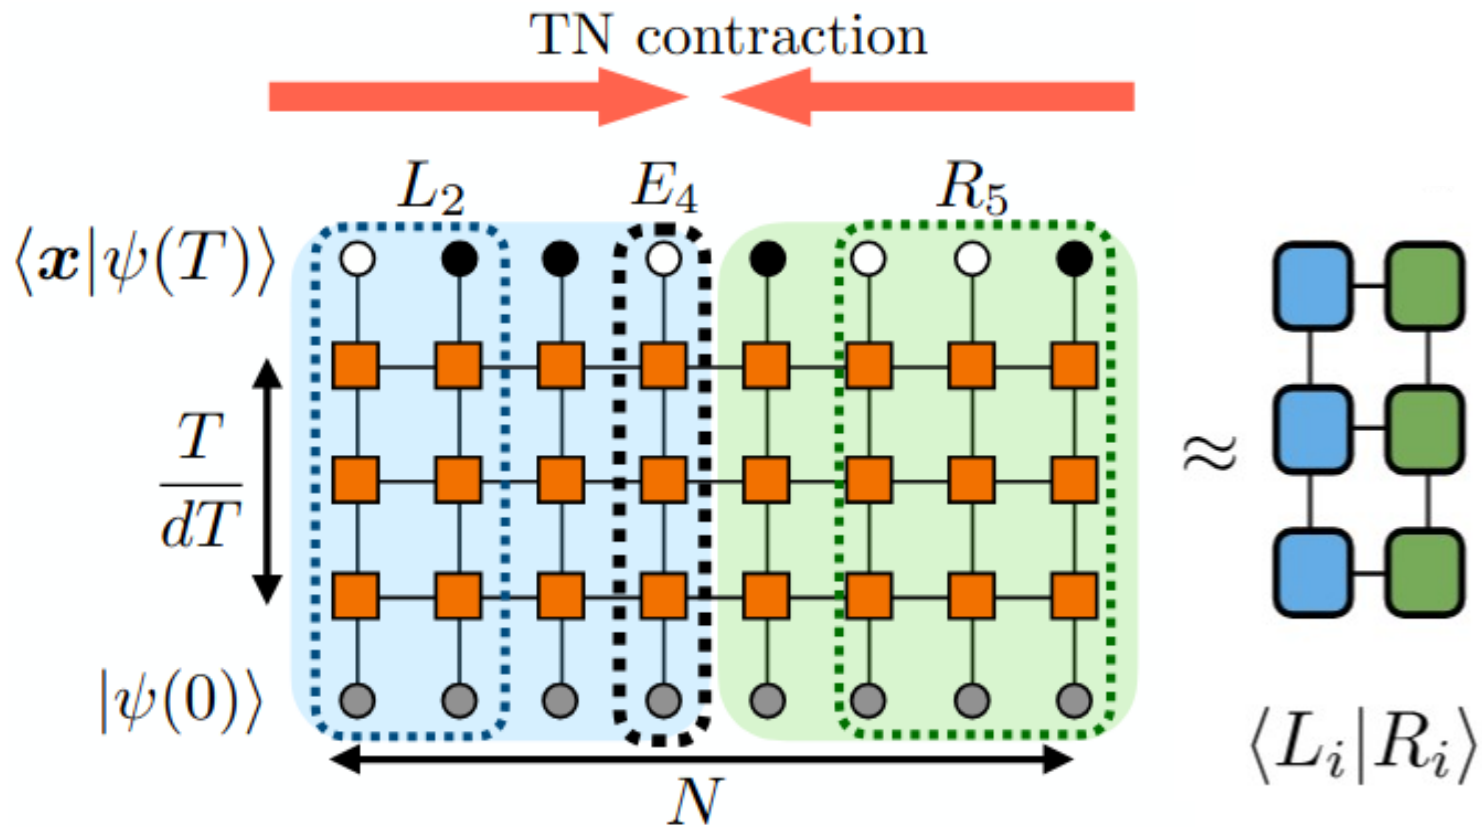 TN contraction
L₂ E₄ R₅
⟨x|ψ(T)⟩
T
dT
≈
|ψ(0)⟩
⟨Lᵢ|Rᵢ⟩
N